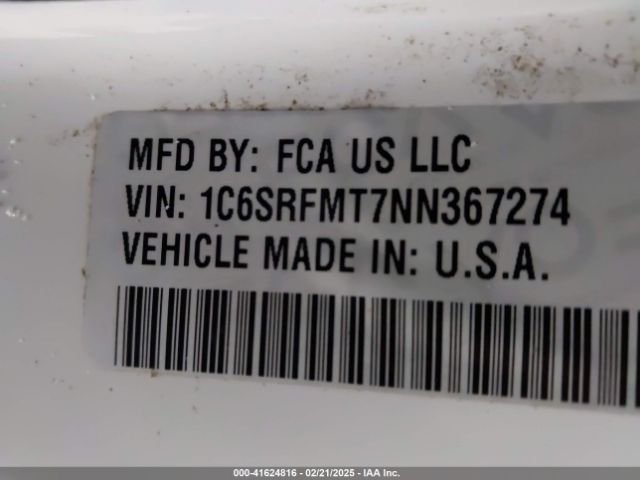 MFD BY: FCA US LLC
VIN: 1C6SRFMT7NN367274
VEHICLE MADE IN: U.S.A.
000-41624816 - 02/21/2025 - IAA Inc.